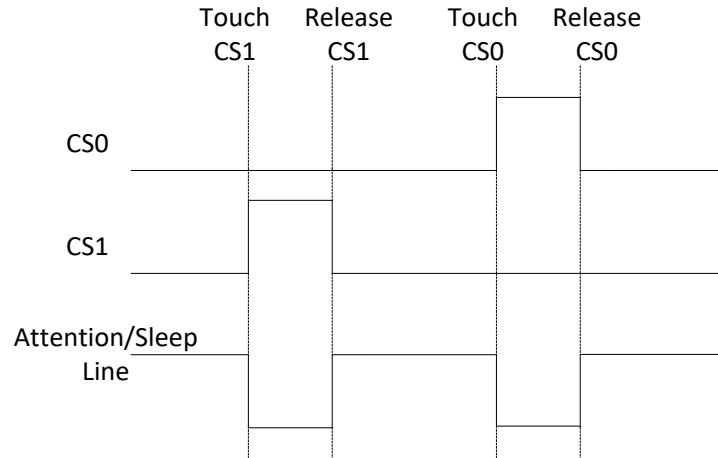 Touch Release Touch Release
CS1 CS1 CS0 CS0
CS0
CS1
Attention/Sleep
Line